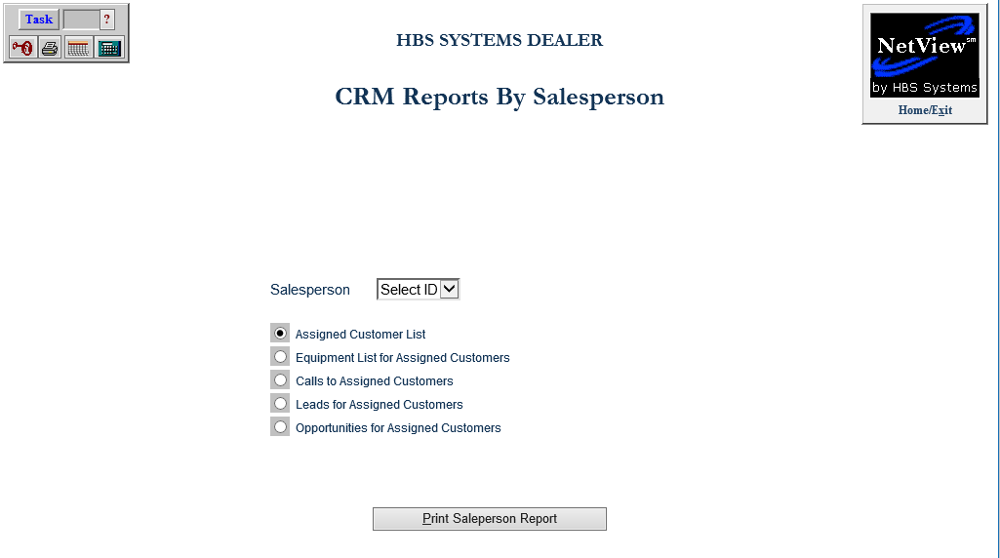 Task ?
HBS SYSTEMS DEALER
CRM Reports By Salesperson
NetView℠
by HBS Systems
Home/Exit
Salesperson Select ID
Assigned Customer List
Equipment List for Assigned Customers
Calls to Assigned Customers
Leads for Assigned Customers
Opportunities for Assigned Customers
Print Saleperson Report